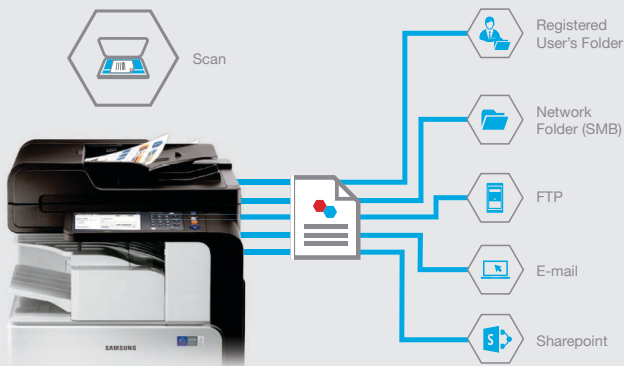 Scan
Registered
User's Folder
Network
Folder (SMB)
FTP
E-mail
S
Sharepoint
SAMSUNG